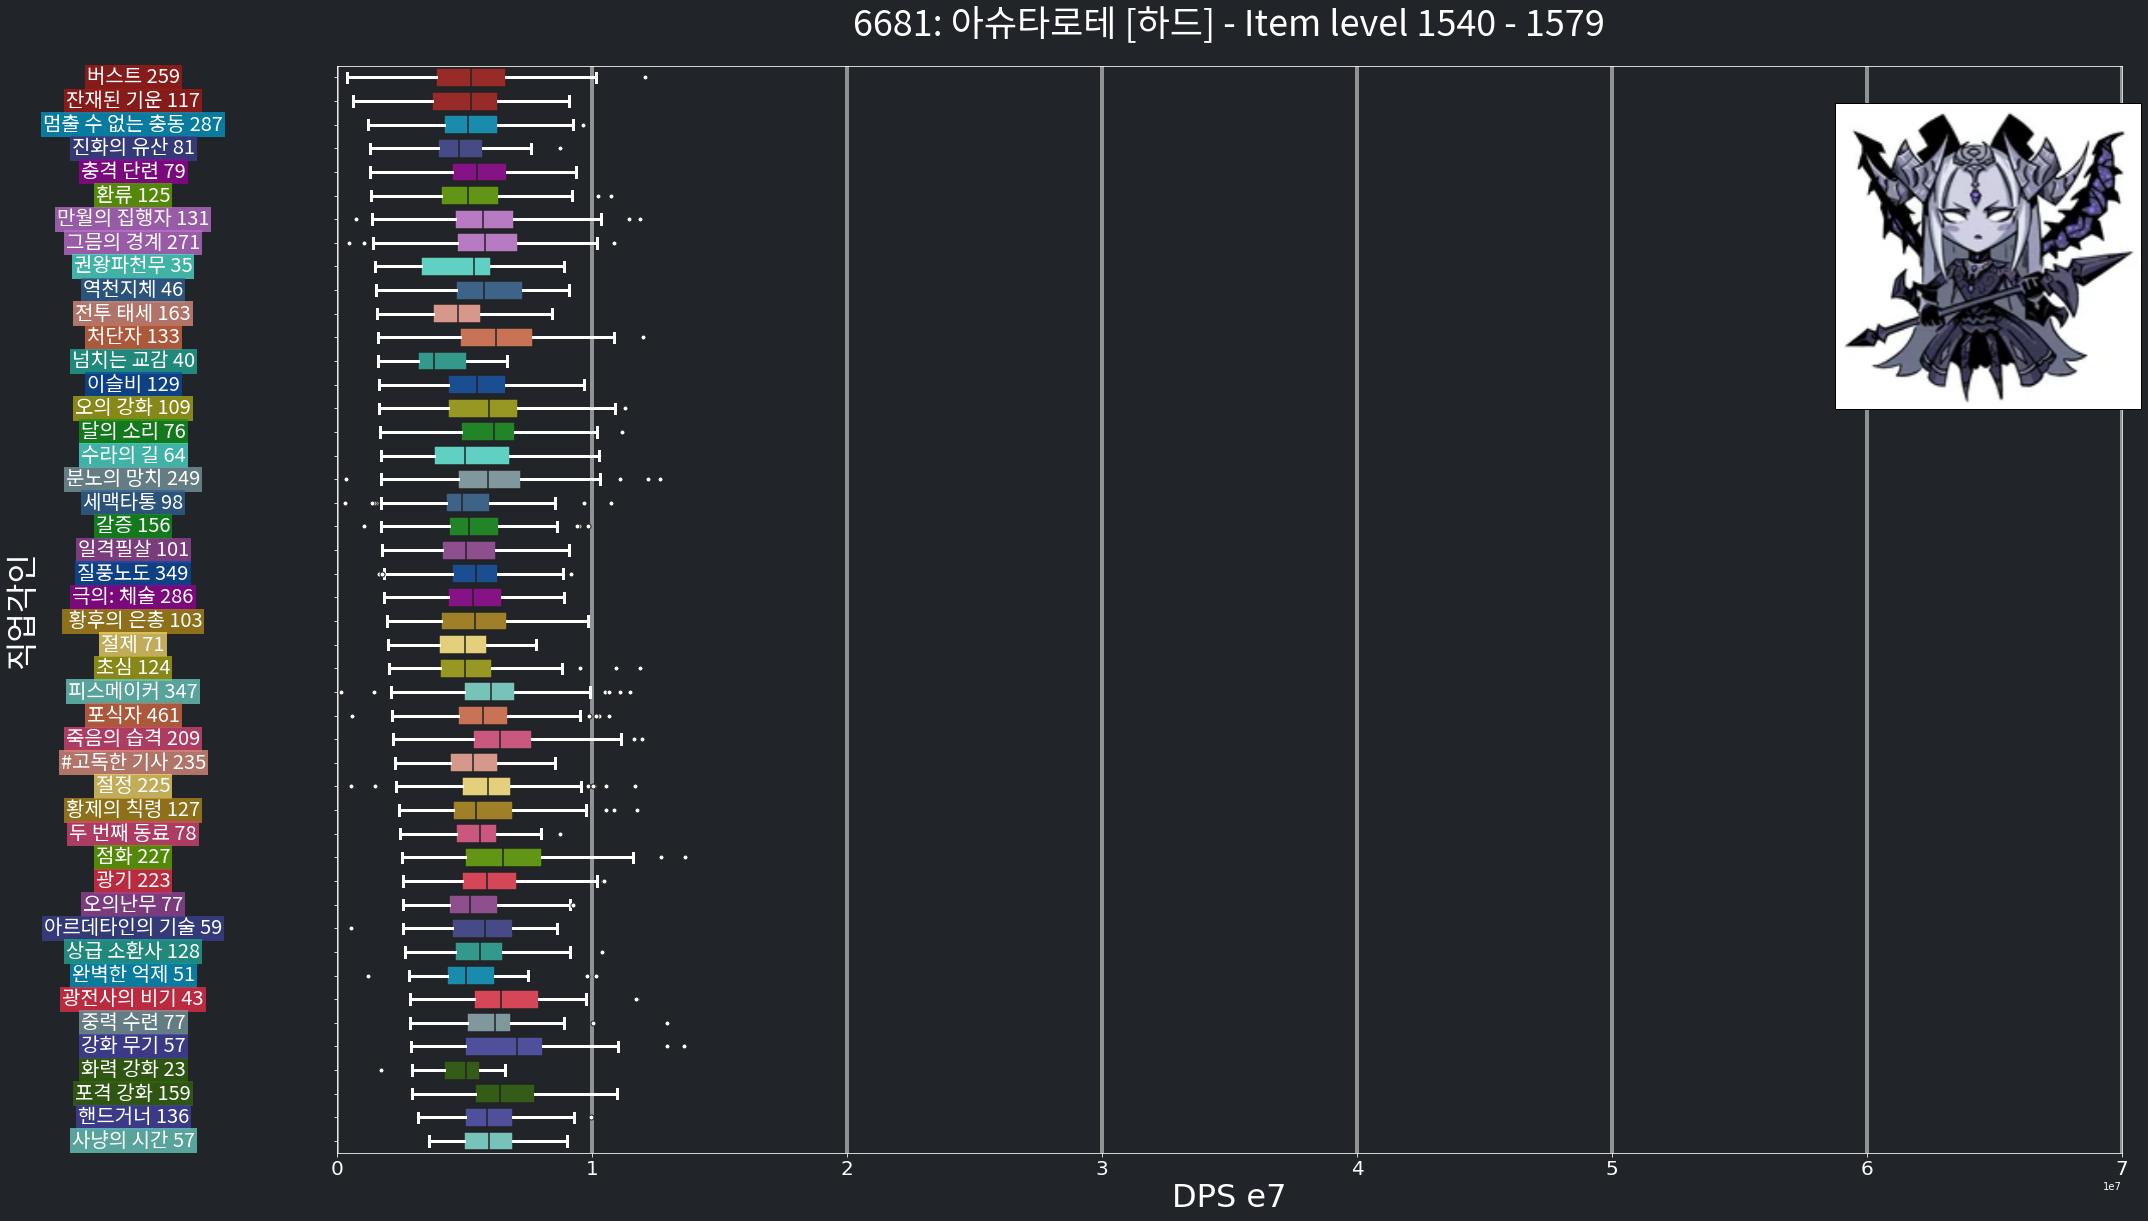 6681: 아슈타로테 [하드] - Item level 1540 - 1579
버스트 259
잔재된 기운 117
멈출 수 없는 충동 287
진화의 유산 81
충격 단련 79
환류 125
만월의 집행자 131
그믐의 경계 271
권왕파천무 35
역천지체 46
전투 태세 163
처단자 133
넘치는 교감 40
이슬비 129
오의 강화 109
달의 소리 76
수라의 길 64
분노의 망치 249
세맥타통 98
갈증 156
일격필살 101
질풍노도 349
극의: 체술 286
황후의 은총 103
절제 71
초심 124
피스메이커 347
포식자 461
죽음의 습격 209
#고독한 기사 235
절정 225
황제의 칙령 127
두 번째 동료 78
점화 227
광기 223
오의난무 77
아르데타인의 기술 59
상급 소환사 128
완벽한 억제 51
광전사의 비기 43
중력 수련 77
강화 무기 57
화력 강화 23
포격 강화 159
핸드거너 136
사냥의 시간 57
직업각인
0 1 2 3 4 5 6 7
1e7
DPS e7